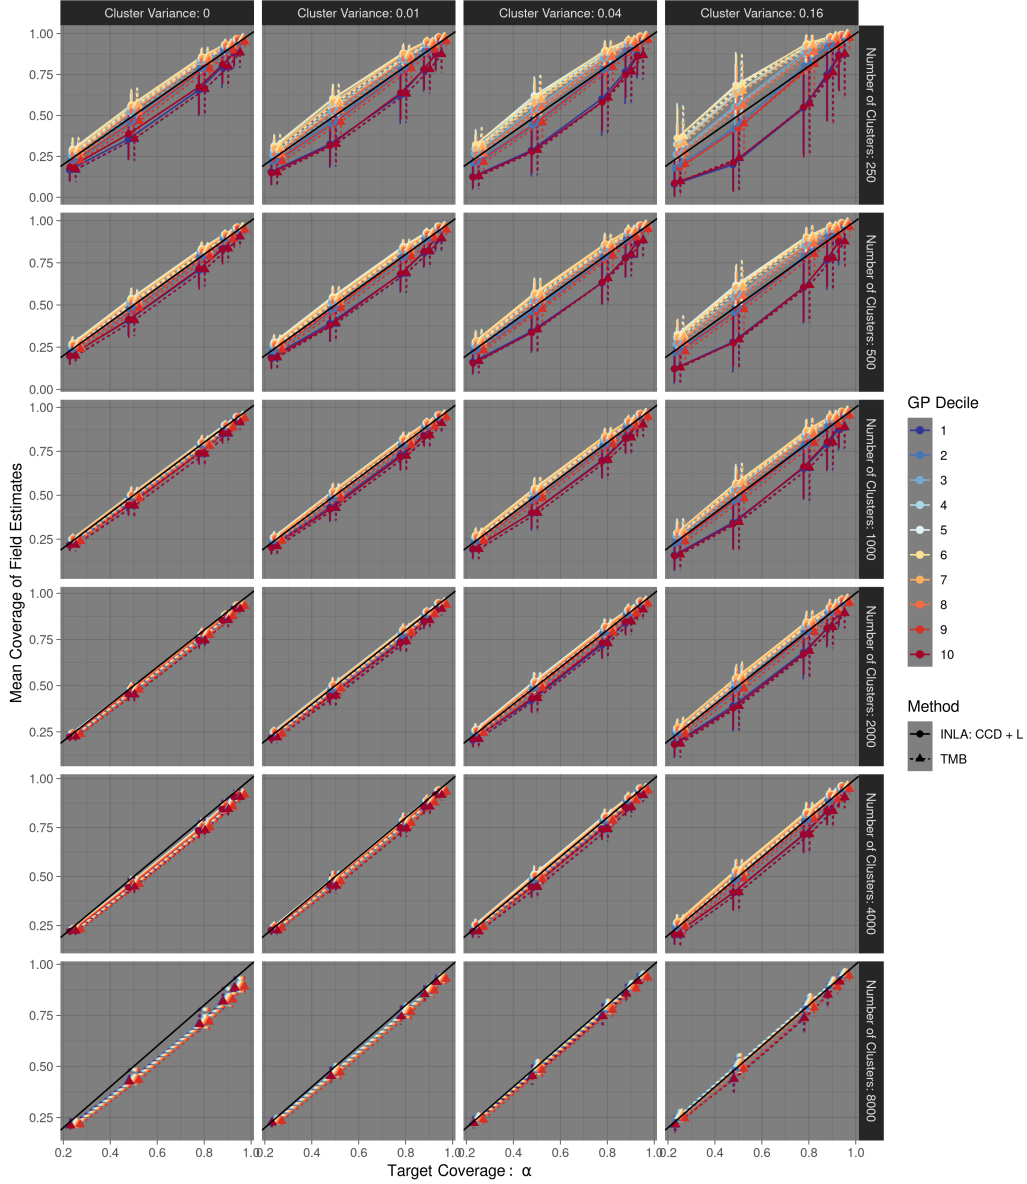 Cluster Variance: 0
Cluster Variance: 0.01
Cluster Variance: 0.04
Cluster Variance: 0.16
Mean Coverage of Field Estimates
1.00
0.75
0.50
0.25
0.00
Number of Clusters: 250
1.00
0.75
0.50
0.25
0.00
Number of Clusters: 500
1.00
0.75
0.50
0.25
Number of Clusters: 1000
1.00
0.75
0.50
0.25
Number of Clusters: 2000
1.00
0.75
0.50
0.25
Number of Clusters: 4000
1.00
0.75
0.50
0.25
Number of Clusters: 8000
0.2 0.4 0.6 0.8 1.0
0.2 0.4 0.6 0.8 1.0
0.2 0.4 0.6 0.8 1.0
0.2 0.4 0.6 0.8 1.0
Target Coverage: α
GP Decile
1
2
3
4
5
6
7
8
9
10
Method
INLA: CCD + L
TMB